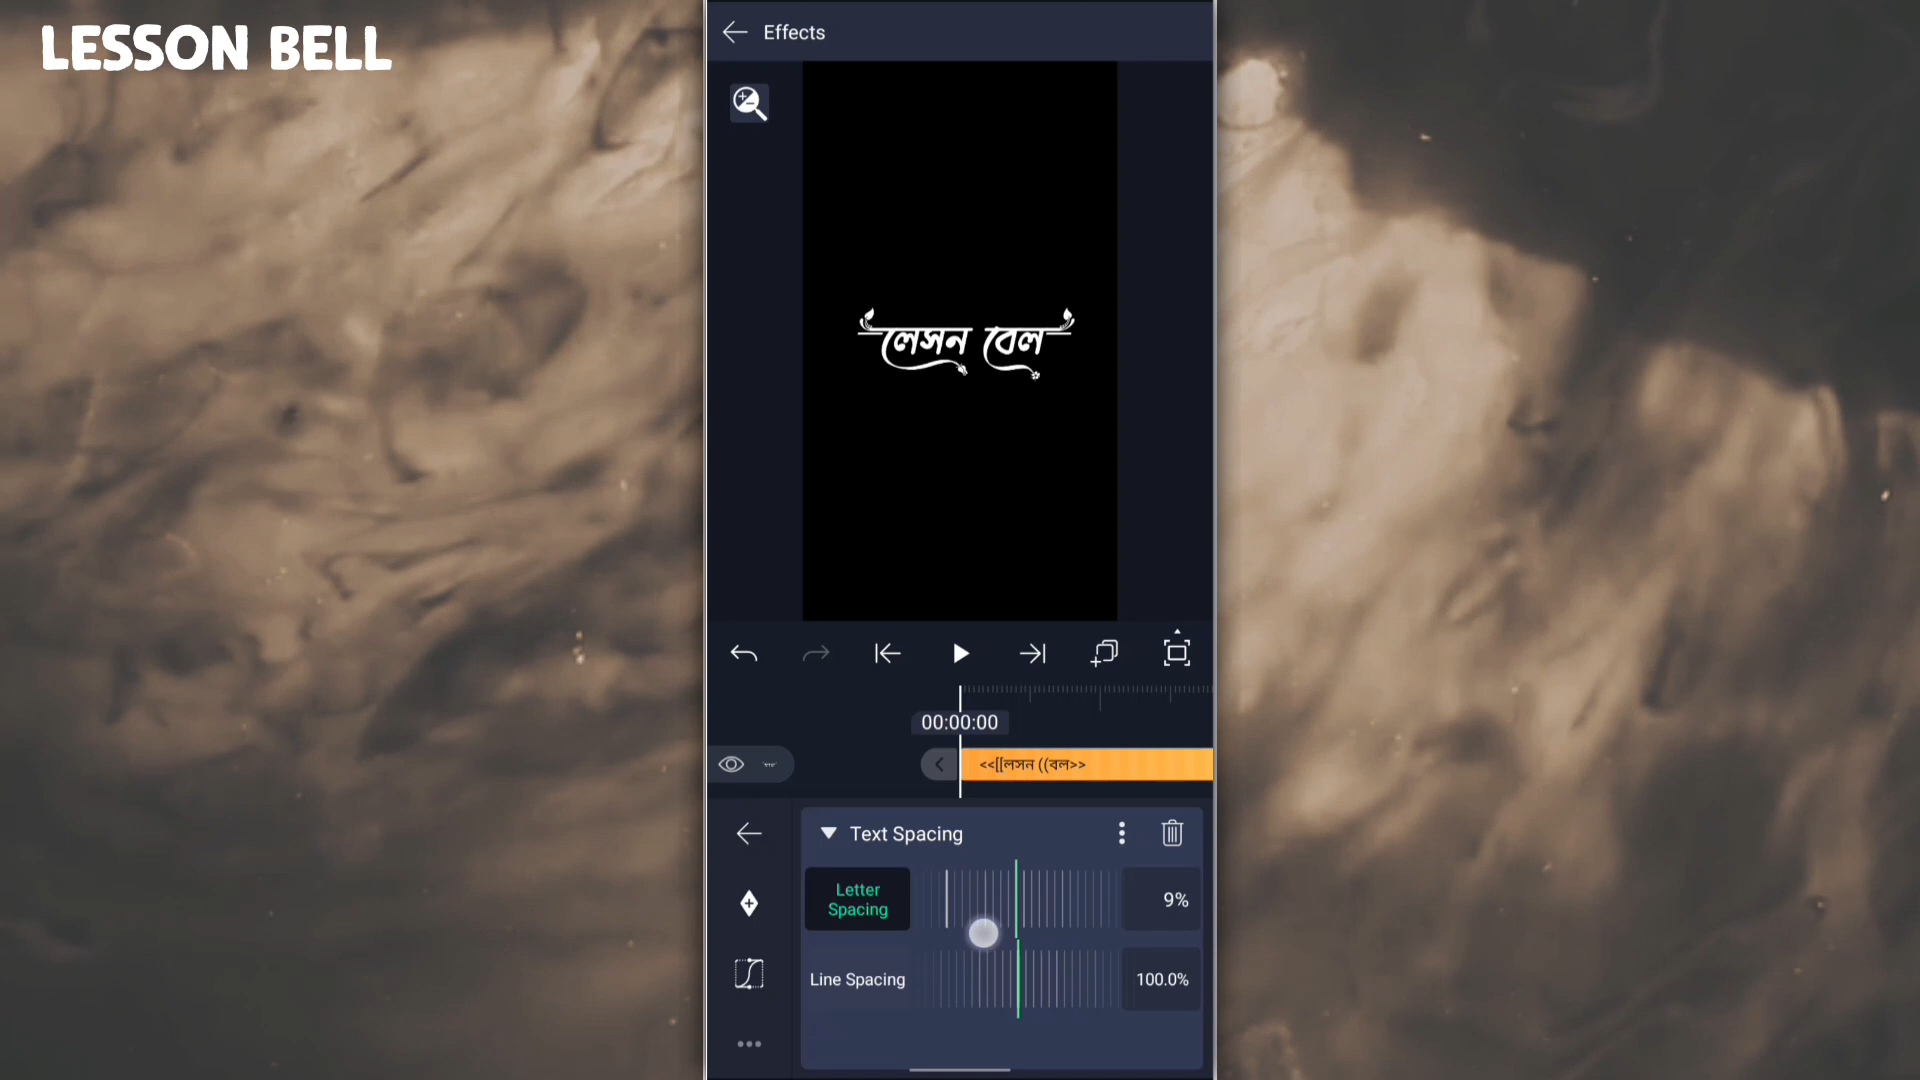 LESSON BELL
Effects
লেসন বেল
00:00:00
<<[[লসন ((বল>>
Text Spacing
Letter
Spacing
9%
Line Spacing
100.0%